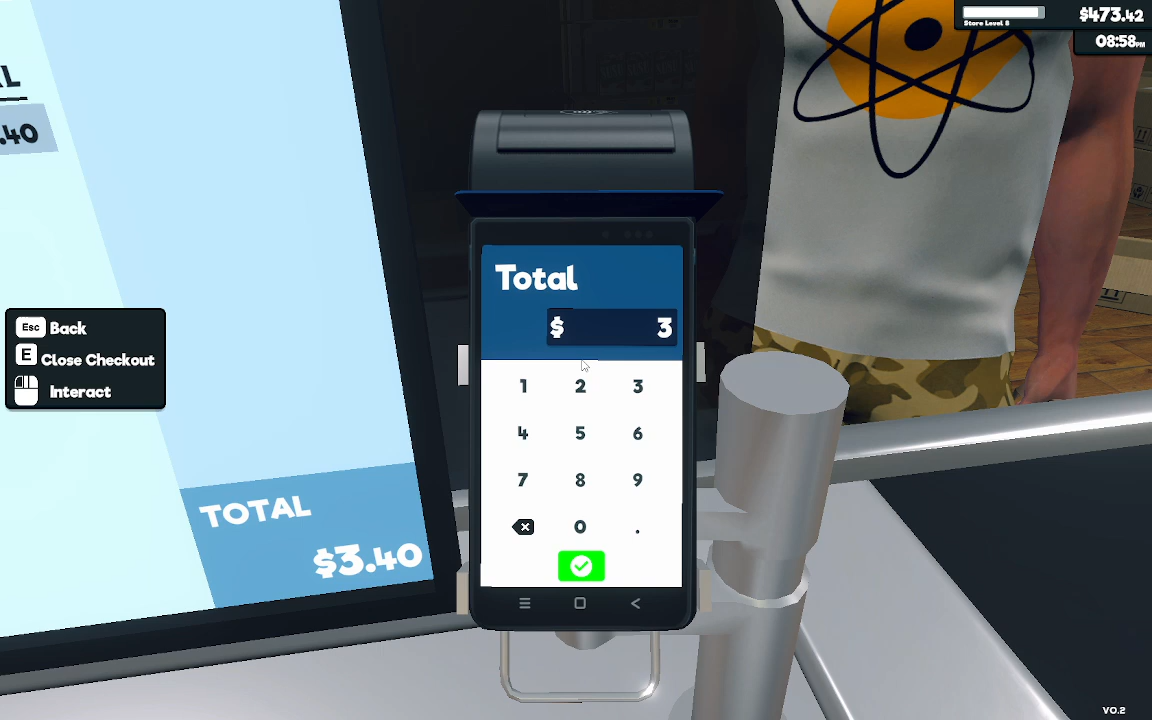 $473.42
Store Level 8
08:58PM
L
.40
Total
$ 3
Esc Back
E Close Checkout
Interact
1 2 3
4 5 6
7 8 9
0 .
TOTAL
$3.40
V0.2